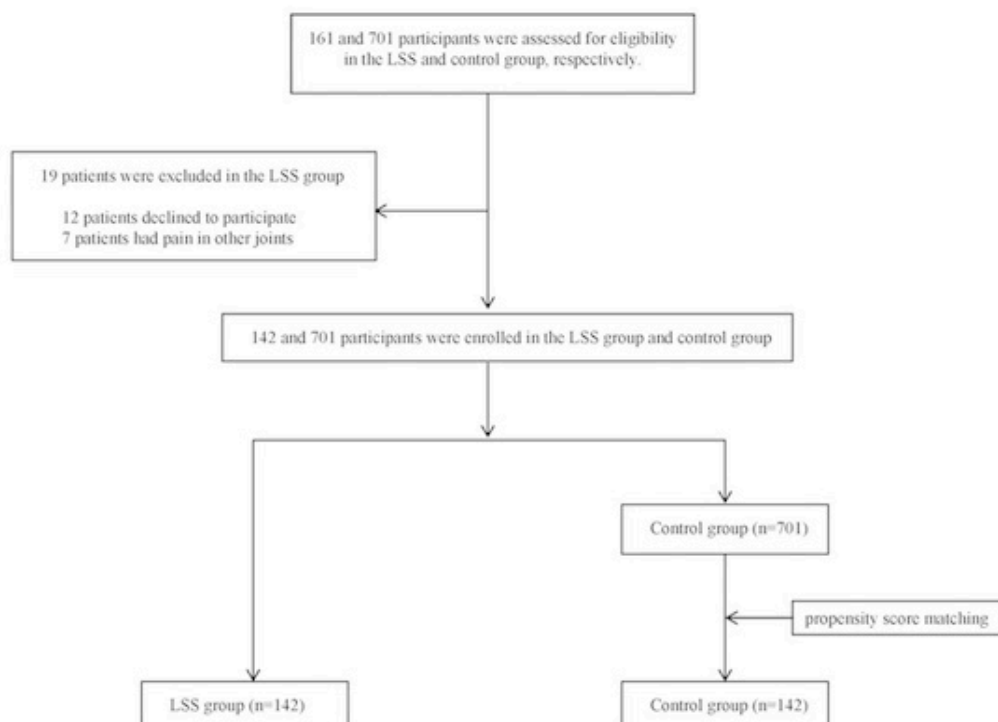 161 and 701 participants were assessed for eligibility
in the LSS and control group, respectively.
19 patients were excluded in the LSS group
12 patients declined to participate
7 patients had pain in other joints
142 and 701 participants were enrolled in the LSS group and control group
Control group (n=701)
propensity score matching
LSS group (n=142)
Control group (n=142)